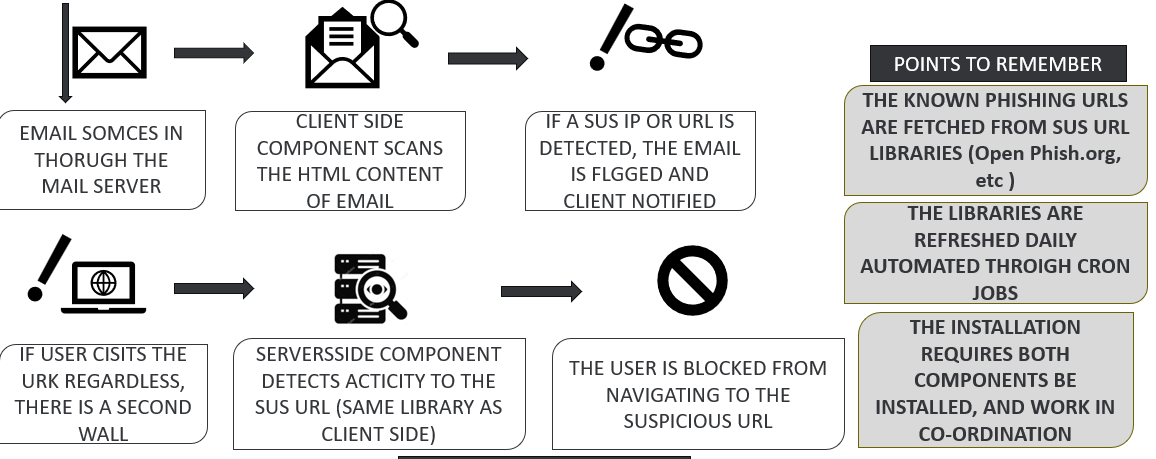 EMAIL SOMCES IN
THORUGH THE
MAIL SERVER
CLIENT SIDE
COMPONENT SCANS
THE HTML CONTENT
OF EMAIL
IF A SUS IP OR URL IS
DETECTED, THE EMAIL
IS FLGGED AND
CLIENT NOTIFIED
IF USER CISITS THE
URK REGARDLESS,
THERE IS A SECOND
WALL
SERVERSSIDE COMPONENT
DETECTS ACTICITY TO THE
SUS URL (SAME LIBRARY AS
CLIENT SIDE)
THE USER IS BLOCKED FROM
NAVIGATING TO THE
SUSPICIOUS URL
POINTS TO REMEMBER
THE KNOWN PHISHING URLS
ARE FETCHED FROM SUS URL
LIBRARIES (Open Phish.org,
etc )
THE LIBRARIES ARE
REFRESHED DAILY
AUTOMATED THROIGH CRON
JOBS
THE INSTALLATION
REQUIRES BOTH
COMPONENTS BE
INSTALLED, AND WORK IN
CO-ORDINATION